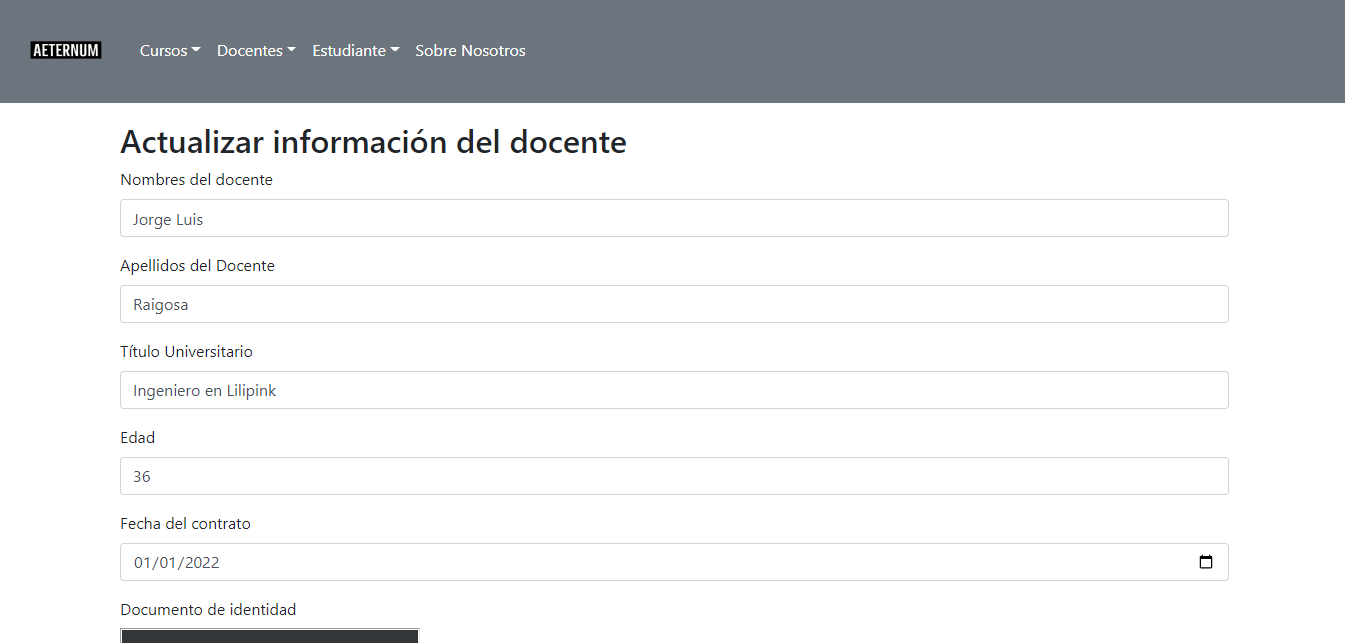 AETERNUM
Cursos Docentes Estudiante Sobre Nosotros
Actualizar información del docente
Nombres del docente
Jorge Luis
Apellidos del Docente
Raigosa
Título Universitario
Ingeniero en Lilipink
Edad
36
Fecha del contrato
01/01/2022
Documento de identidad